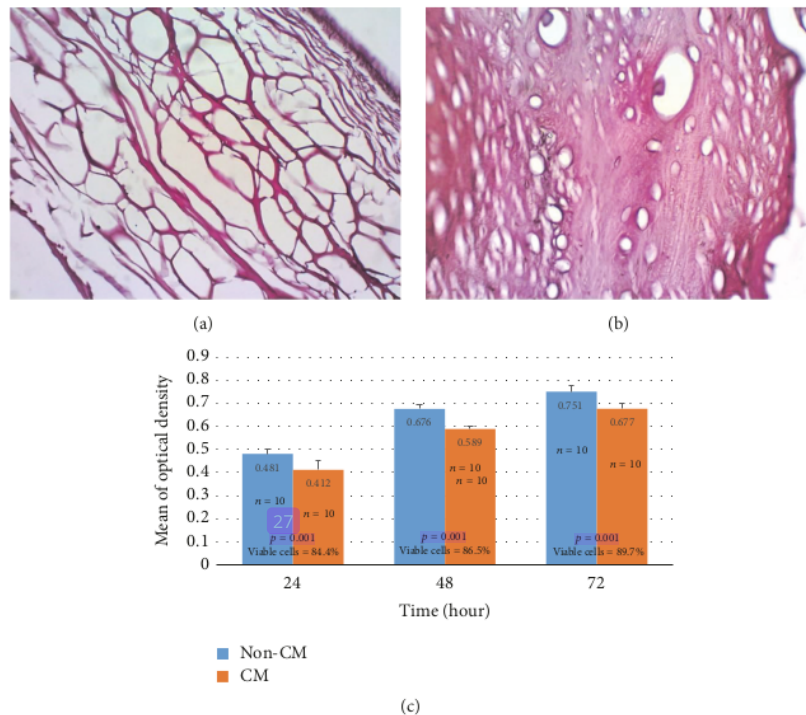 (a)
(b)
Mean of optical density
0.9
0.8
0.7
0.6
0.5
0.4
0.3
0.2
0.1
0
0.481
0.412
n = 10
n = 10
27
p = 0.001
Viable cells = 84.4%
0.676
0.589
n = 10
n = 10
p = 0.001
Viable cells = 86.5%
0.751
0.677
n = 10
n = 10
p = 0.001
Viable cells = 89.7%
24
48
72
Time (hour)
Non-CM
CM
(c)